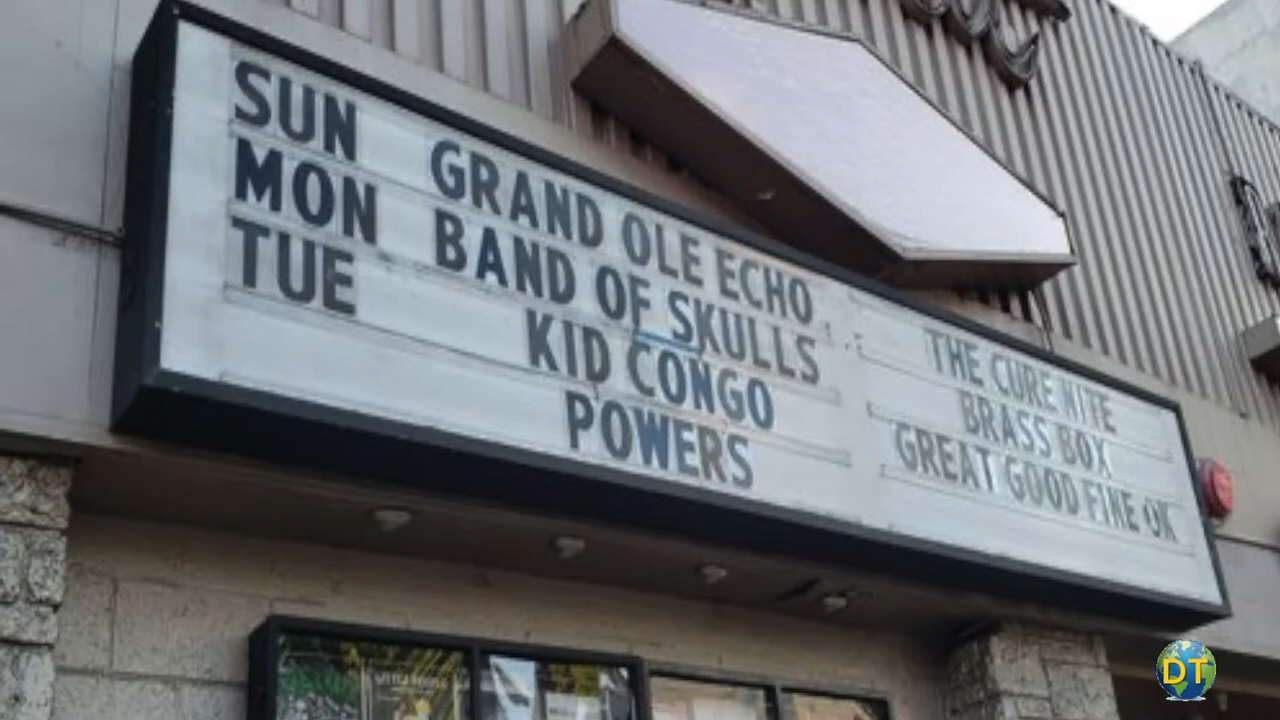 SUN GRAND OLE ECHO THE CURE NITE
MON BAND OF SKULLS BRASS BOX
TUE KID CONGO GREAT GOOD FINE OK
POWERS
DT